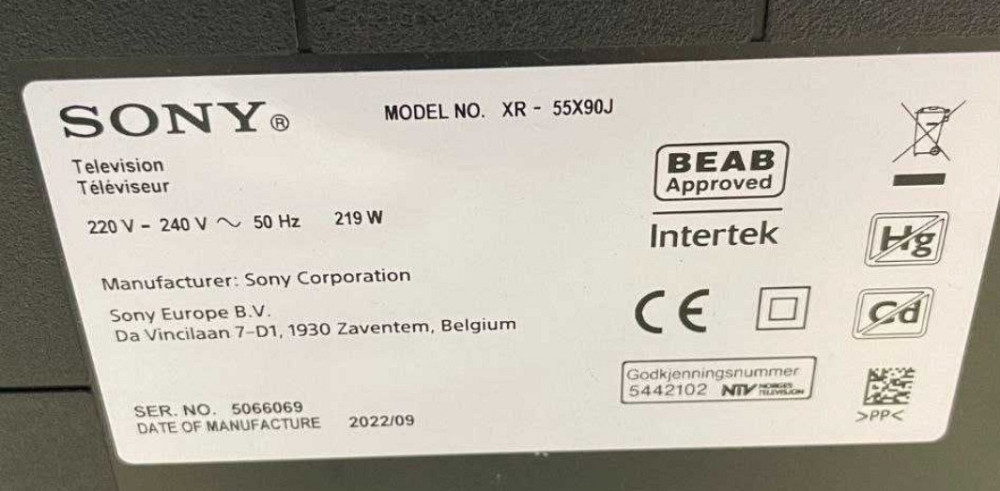 SONY®
MODEL NO. XR - 55X90J
Television
Téléviseur
220 V - 240 V ~ 50 Hz 219 W
BEAB
Approved
Intertek
Manufacturer: Sony Corporation
Sony Europe B.V.
Da Vincilaan 7-D1, 1930 Zaventem, Belgium
CE
Hg
Cd
Godkjenningsnummer
5442102 NTV NORGES
TELEVISJON
SER. NO. 5066069
DATE OF MANUFACTURE 2022/09
>PP<